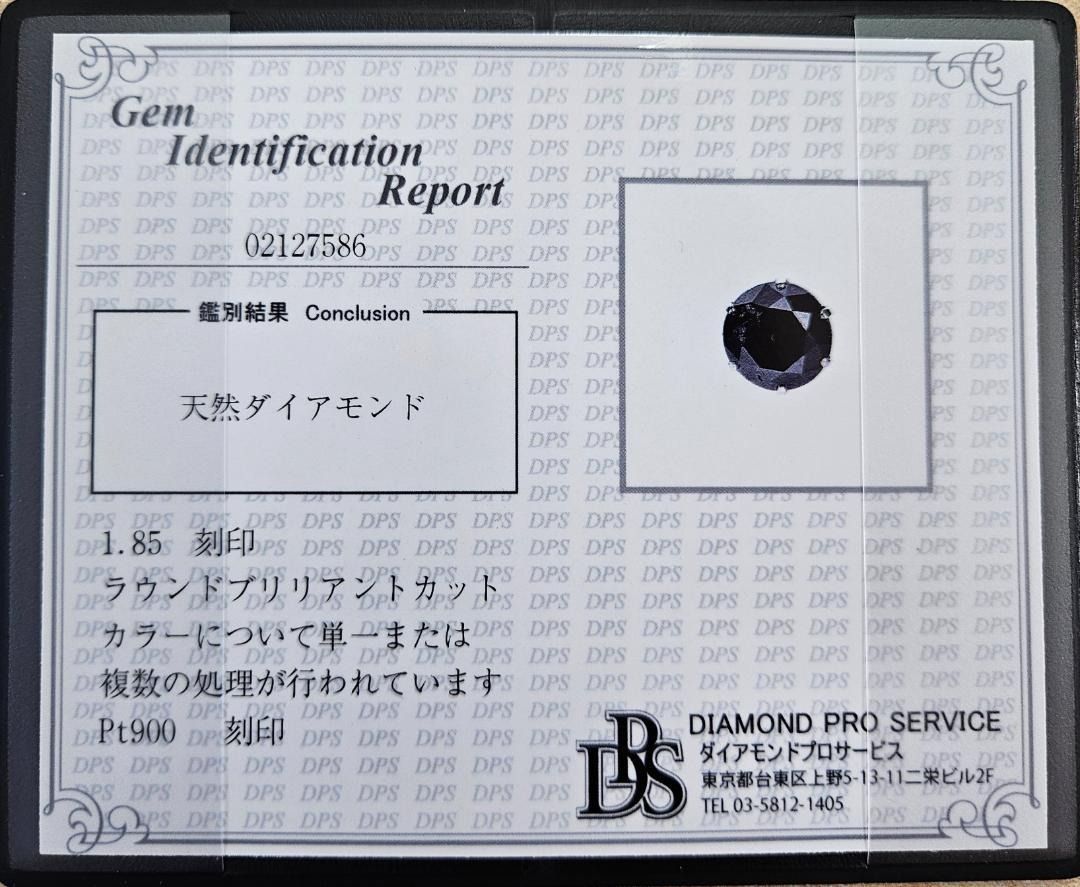 Gem
Identification
Report
02127586
鑑別結果 Conclusion
天然ダイアモンド
1.85 刻印
ラウンドブリリアントカット
カラーについて単一または
複数の処理が行われています
Pt900 刻印
DPS
DIAMOND PRO SERVICE
ダイアモンドプロサービス
東京都台東区上野5-13-11二栄ビル2F
TEL 03-5812-1405